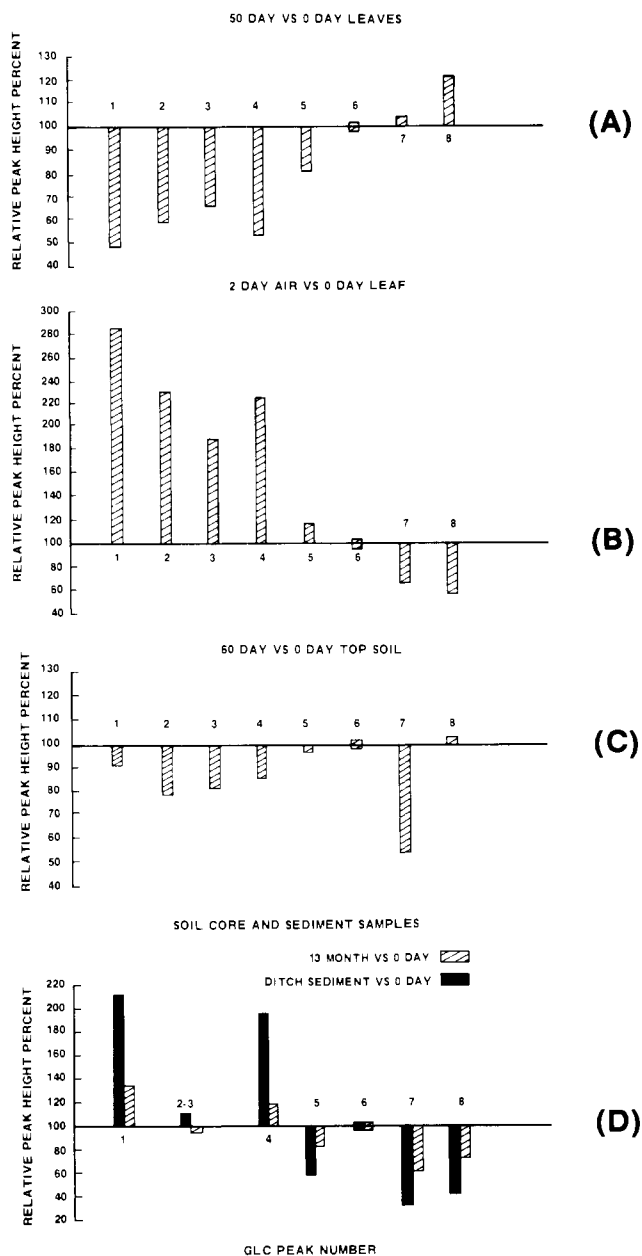 50 DAY VS 0 DAY LEAVES
RELATIVE PEAK HEIGHT PERCENT
130
120
110
100
90
80
70
60
50
40
1 2 3 4 5 6
7 8
(A)
2 DAY AIR VS 0 DAY LEAF
RELATIVE PEAK HEIGHT PERCENT
300
280
260
240
220
200
180
160
140
120
100
80
60
40
7 8
1 2 3 4 5 6
(B)
60 DAY VS 0 DAY TOP SOIL
RELATIVE PEAK HEIGHT PERCENT
130
120
110
100
90
80
70
60
50
40
1 2 3 4 5 6 7 8
(C)
SOIL CORE AND SEDIMENT SAMPLES
13 MONTH VS 0 DAY
DITCH SEDIMENT VS 0 DAY
RELATIVE PEAK HEIGHT PERCENT
220
200
180
160
140
120
100
80
60
40
20
2-3 5 6 7 8
1 4
(D)
GLC PEAK NUMBER